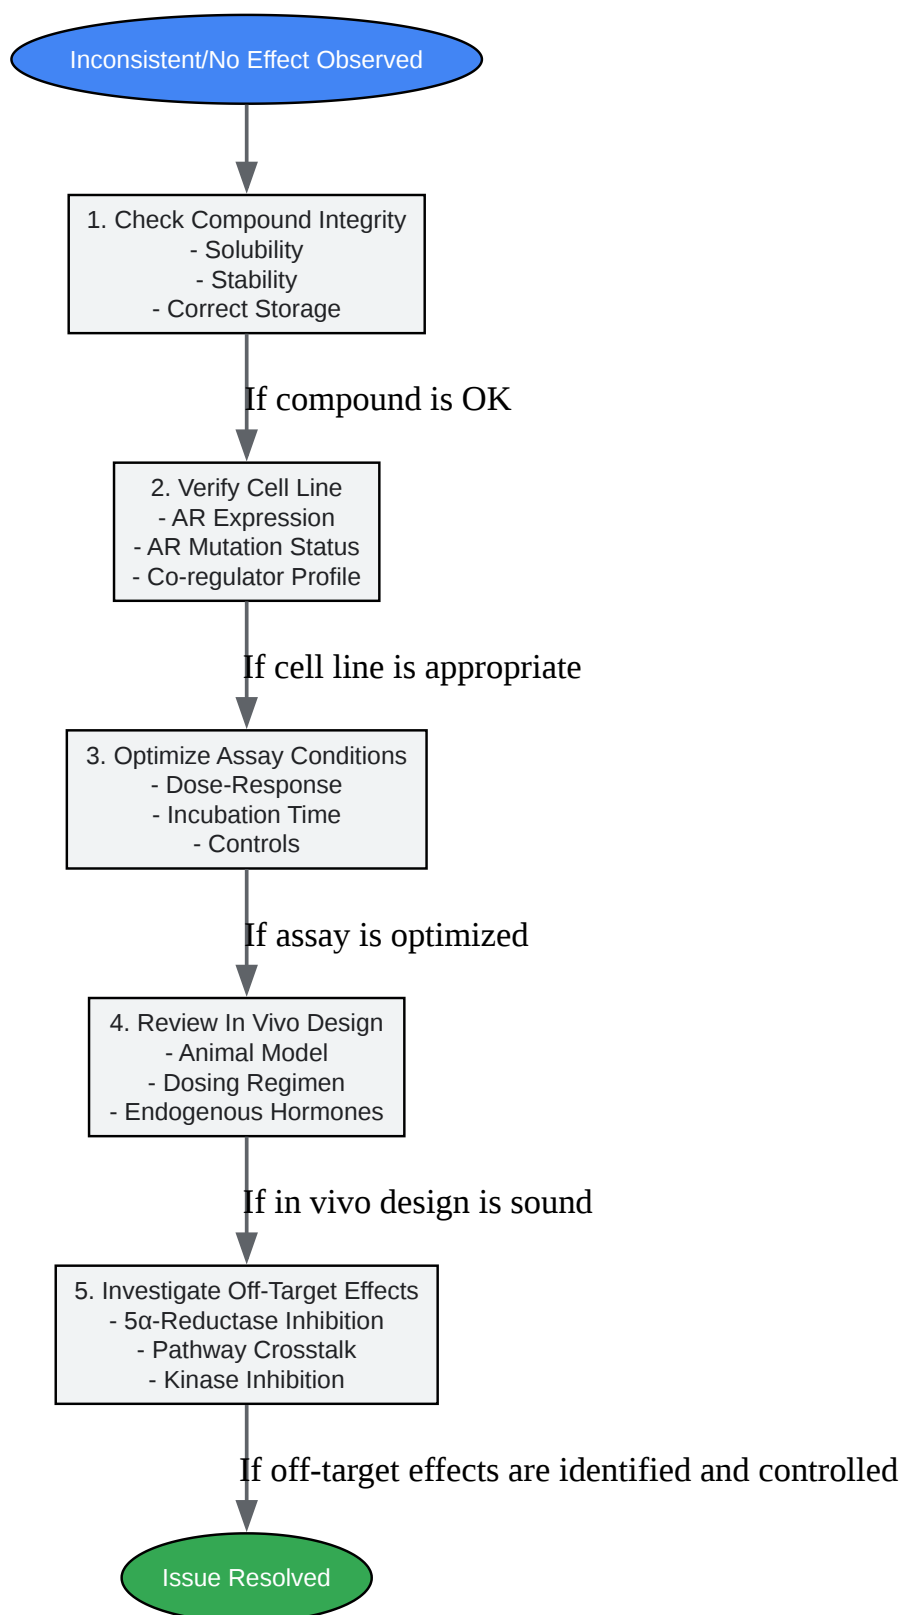 Inconsistent/No Effect Observed
1. Check Compound Integrity
- Solubility
- Stability
- Correct Storage
If compound is OK
2. Verify Cell Line
- AR Expression
- AR Mutation Status
- Co-regulator Profile
If cell line is appropriate
3. Optimize Assay Conditions
- Dose-Response
- Incubation Time
- Controls
If assay is optimized
4. Review In Vivo Design
- Animal Model
- Dosing Regimen
- Endogenous Hormones
If in vivo design is sound
5. Investigate Off-Target Effects
- 5α-Reductase Inhibition
- Pathway Crosstalk
- Kinase Inhibition
If off-target effects are identified and controlled
Issue Resolved